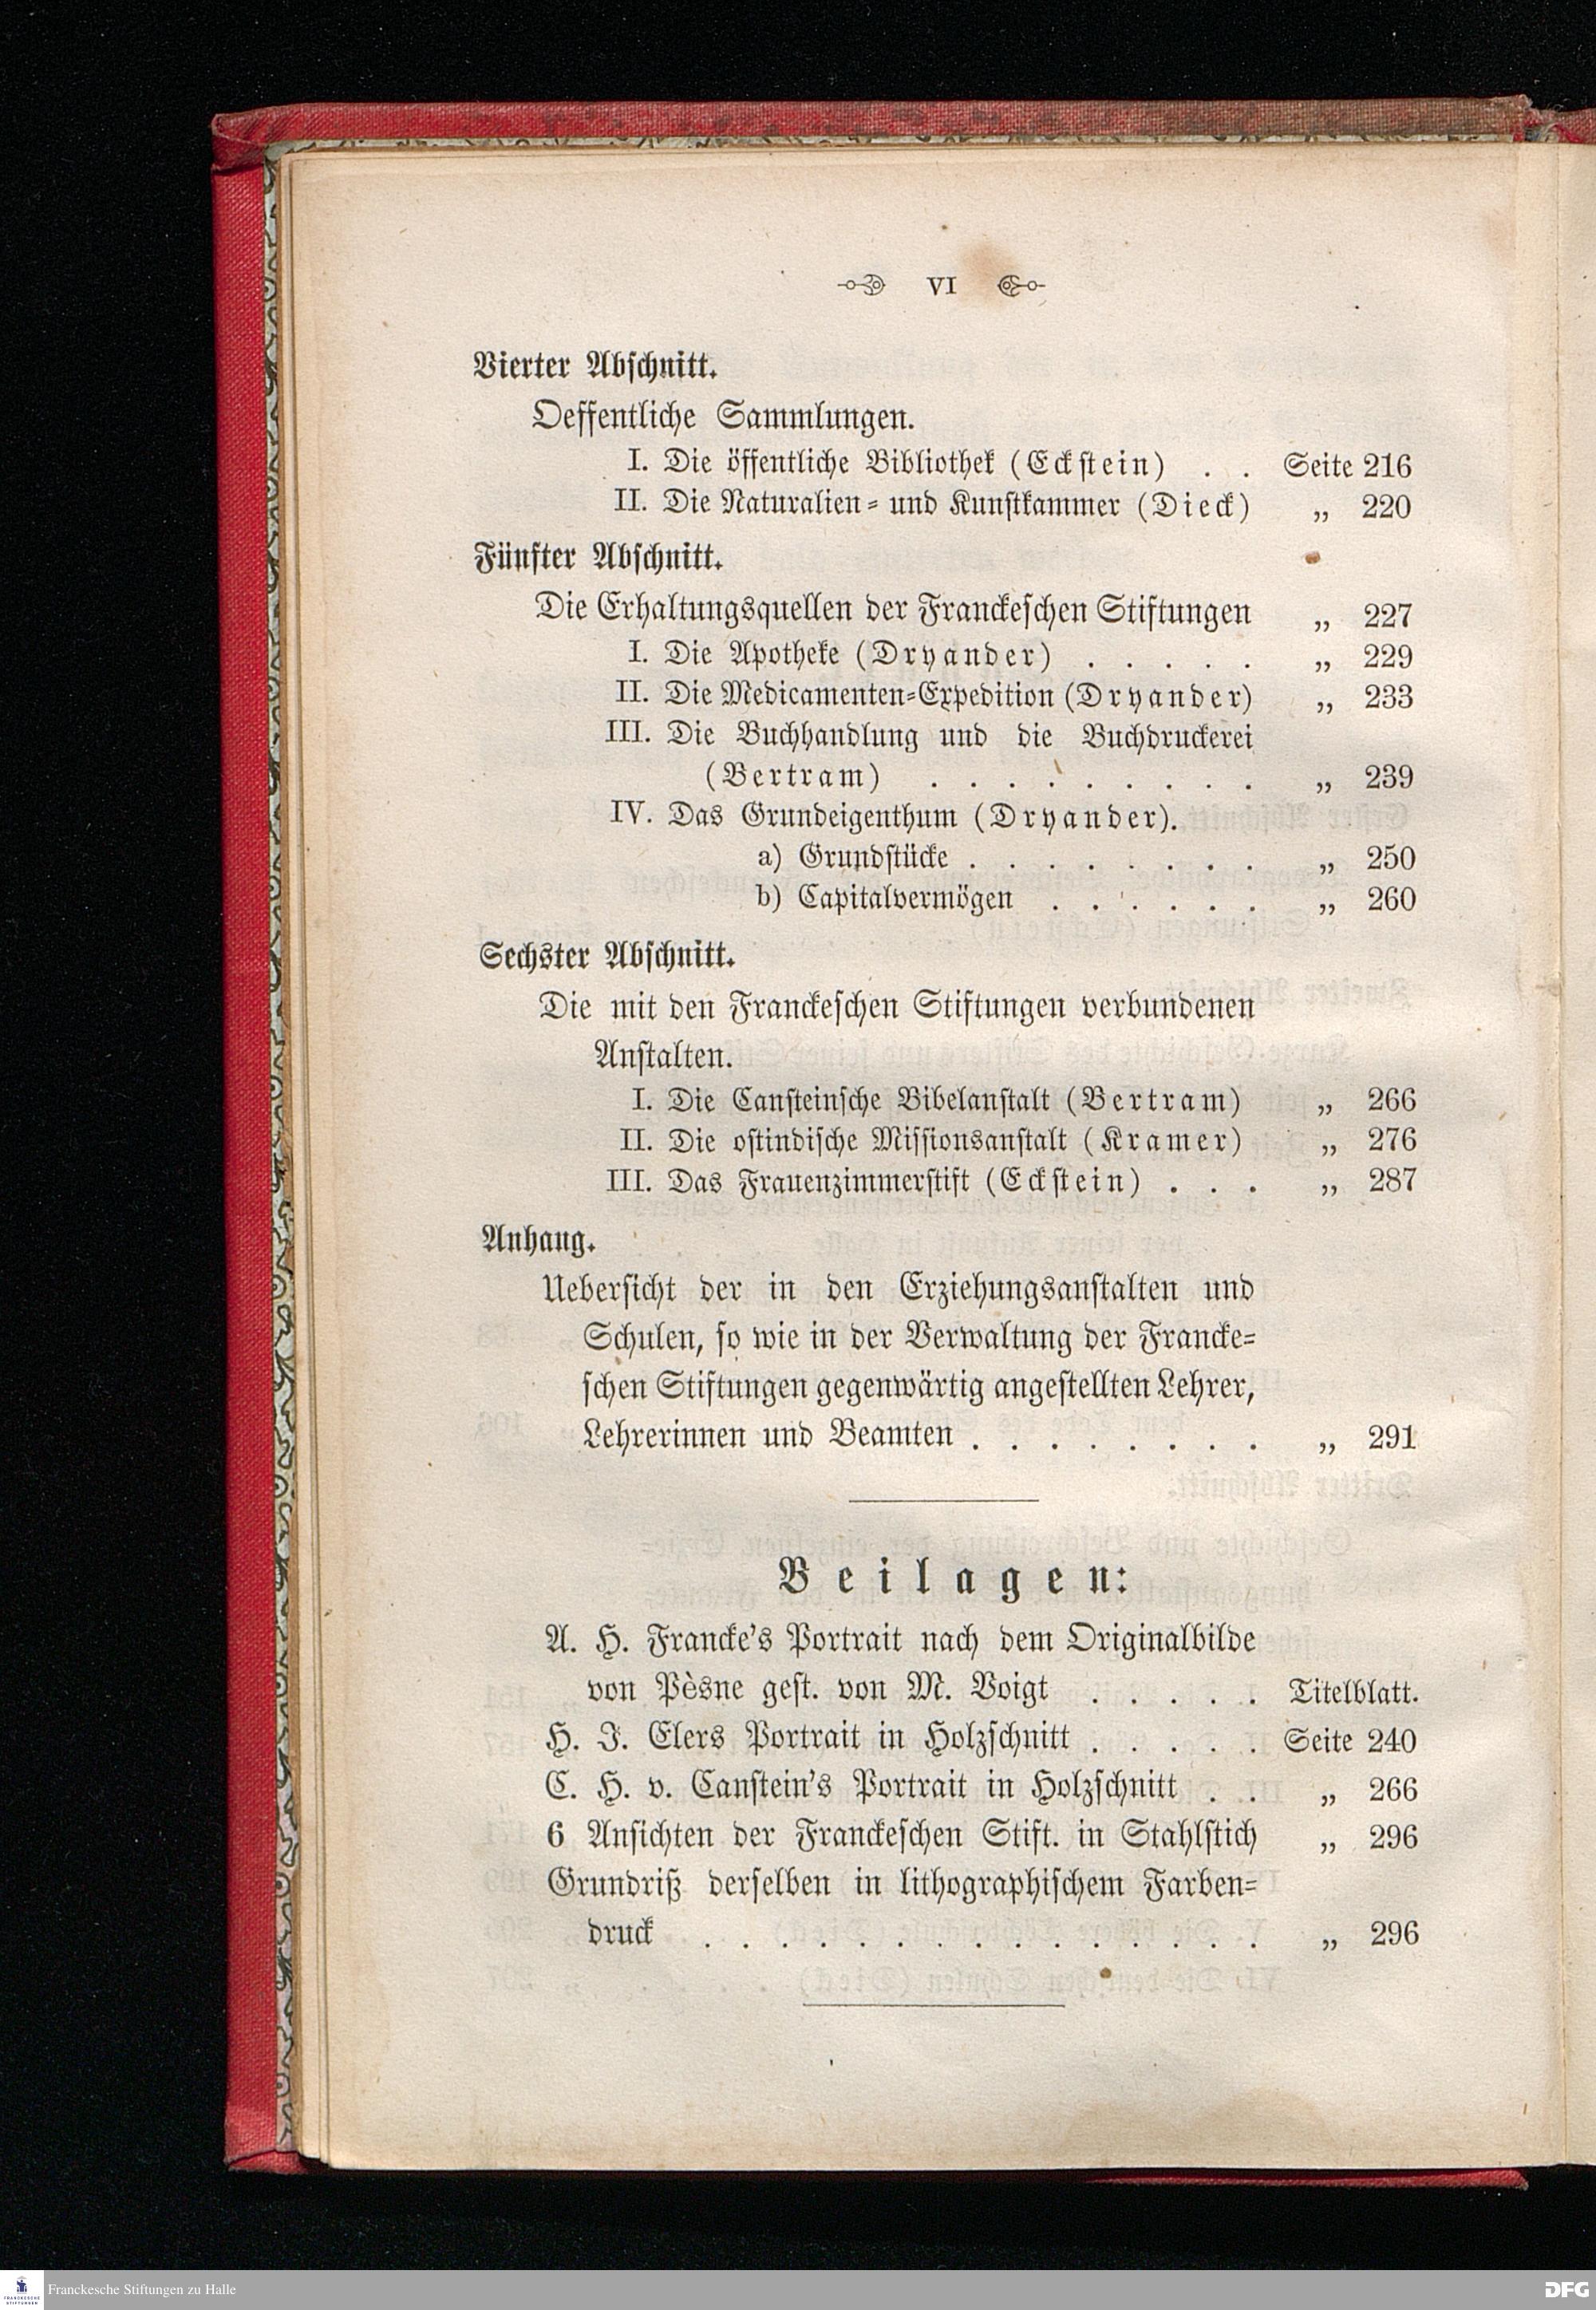 VI
Vierter Abschnitt.
Oeffentliche Sammlungen.
I. Die öffentliche Bibliothek (Eckstein) . . Seite 216
II. Die Naturalien- und Kunstkammer (Dieck) „ 220
Fünfter Abschnitt.
Die Erhaltungsquellen der Franckeschen Stiftungen „ 227
I. Die Apotheke (Dryander) . . . . . „ 229
II. Die Medicamenten-Expedition (Dryander) „ 233
III. Die Buchhandlung und die Buchdruckerei
(Bertram) . . . . . . . . . „ 239
IV. Das Grundeigenthum (Dryander).
a) Grundstücke . . . . . . . . „ 250
b) Capitalvermögen . . . . . . „ 260
Sechster Abschnitt.
Die mit den Franckeschen Stiftungen verbundenen
Anstalten.
I. Die Cansteinsche Bibelanstalt (Bertram) „ 266
II. Die ostindische Missionsanstalt (Kramer) „ 276
III. Das Frauenzimmerstift (Eckstein) . . . „ 287
Anhang.
Uebersicht der in den Erziehungsanstalten und
Schulen, so wie in der Verwaltung der Francke-
schen Stiftungen gegenwärtig angestellten Lehrer,
Lehrerinnen und Beamten . . . . . . . . „ 291
Beilagen:
A. H. Francke's Portrait nach dem Originalbilde
von Pèsne gest. von M. Voigt . . . . . Titelblatt.
H. J. Elers Portrait in Holzschnitt . . . . . Seite 240
C. H. v. Canstein's Portrait in Holzschnitt . . „ 266
6 Ansichten der Franckeschen Stift. in Stahlstich „ 296
Grundriß derselben in lithographischem Farben-
druck . . . . . . . . . . . . . . . „ 296
FRANCKESCHE
STIFTUNGEN
Franckesche Stiftungen zu Halle
DFG